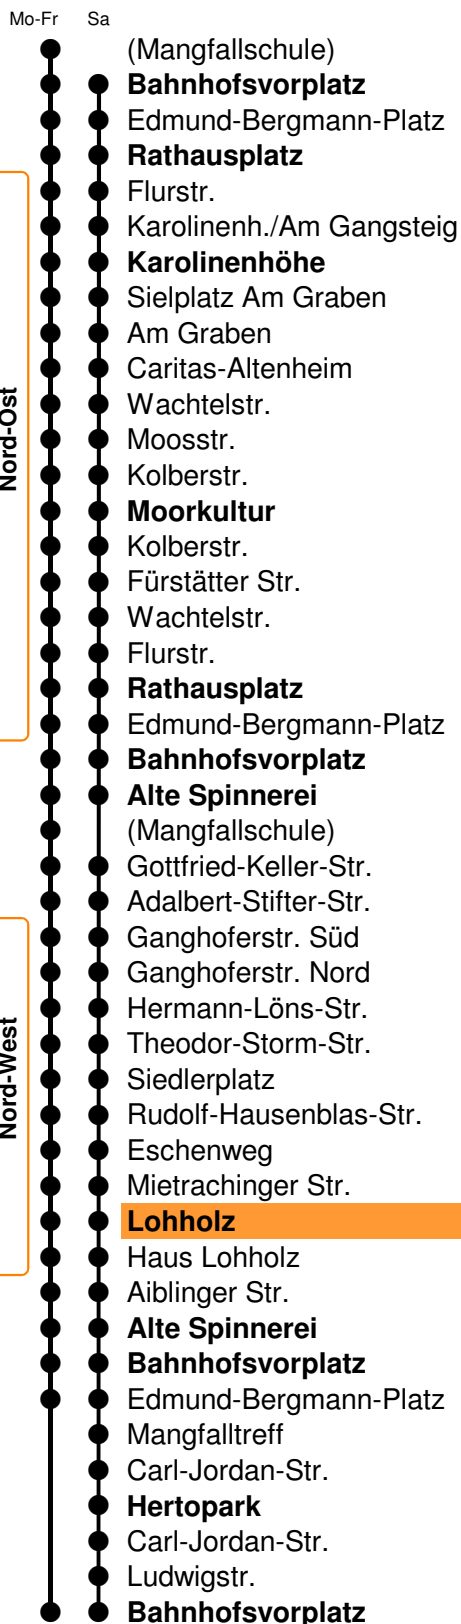 Mo-Fr Sa
(Mangfallschule)
Bahnhofsvorplatz
Edmund-Bergmann-Platz
Rathausplatz
Flurstr.
Karolinenh./Am Gangsteig
Karolinenhöhe
Sielplatz Am Graben
Am Graben
Caritas-Altenheim
Wachtelstr.
Nord-Ost
Moosstr.
Kolberstr.
Moorkultur
Kolberstr.
Fürstätter Str.
Wachtelstr.
Flurstr.
Rathausplatz
Edmund-Bergmann-Platz
Bahnhofsvorplatz
Alte Spinnerei
(Mangfallschule)
Gottfried-Keller-Str.
Adalbert-Stifter-Str.
Ganghoferstr. Süd
Ganghoferstr. Nord
Hermann-Löns-Str.
Theodor-Storm-Str.
Nord-West
Siedlerplatz
Rudolf-Hausenblas-Str.
Eschenweg
Mietrachinger Str.
Lohholz
Haus Lohholz
Aiblinger Str.
Alte Spinnerei
Bahnhofsvorplatz
Edmund-Bergmann-Platz
Mangfalltreff
Carl-Jordan-Str.
Hertopark
Carl-Jordan-Str.
Ludwigstr.
Bahnhofsvorplatz